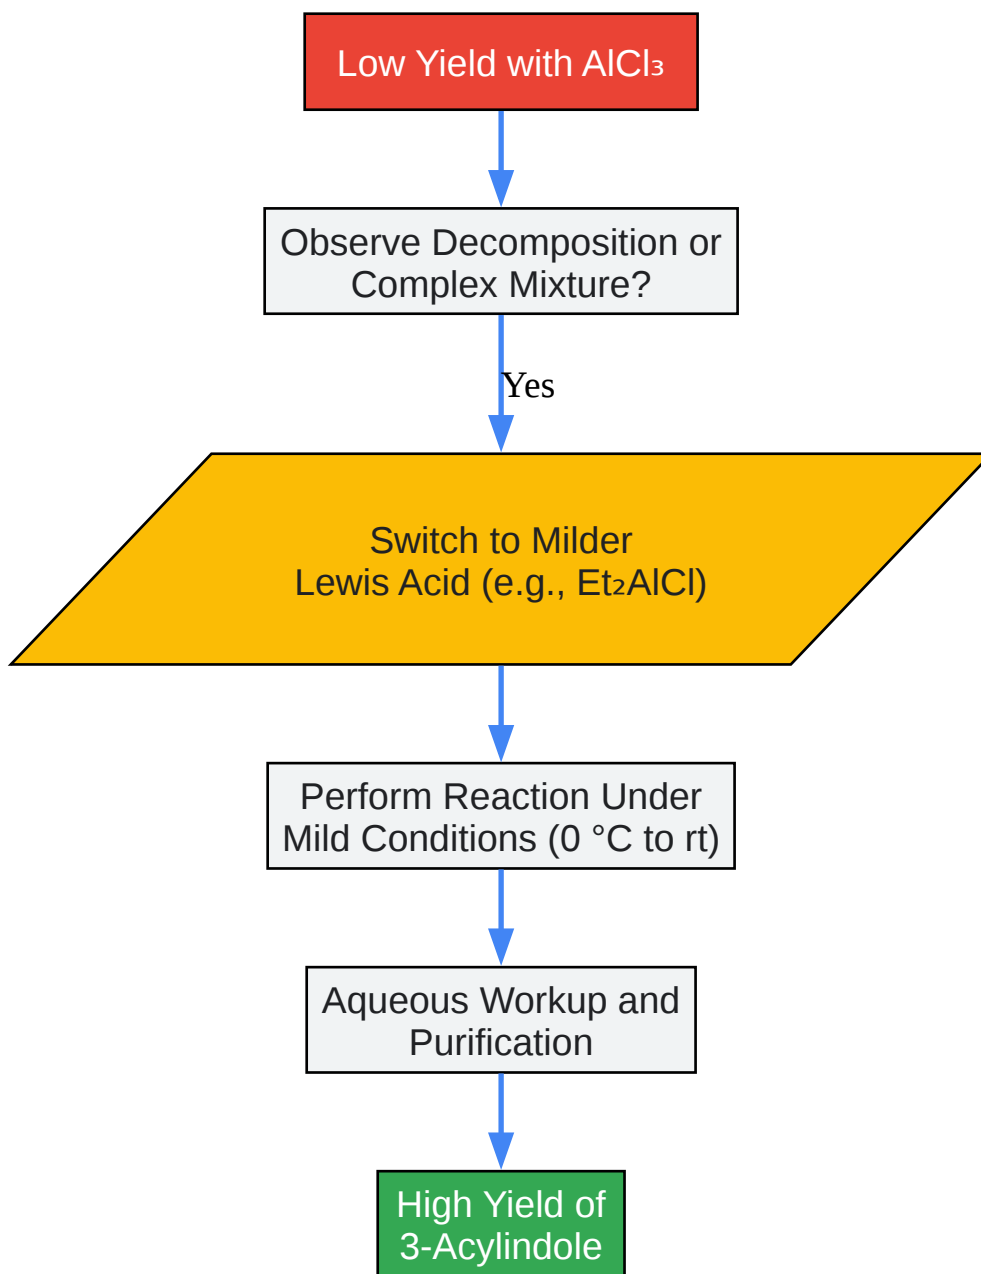 Low Yield with AlCl₃
Observe Decomposition or
Complex Mixture?
Yes
Switch to Milder
Lewis Acid (e.g., Et₂AlCl)
Perform Reaction Under
Mild Conditions (0 °C to rt)
Aqueous Workup and
Purification
High Yield of
3-Acylindole